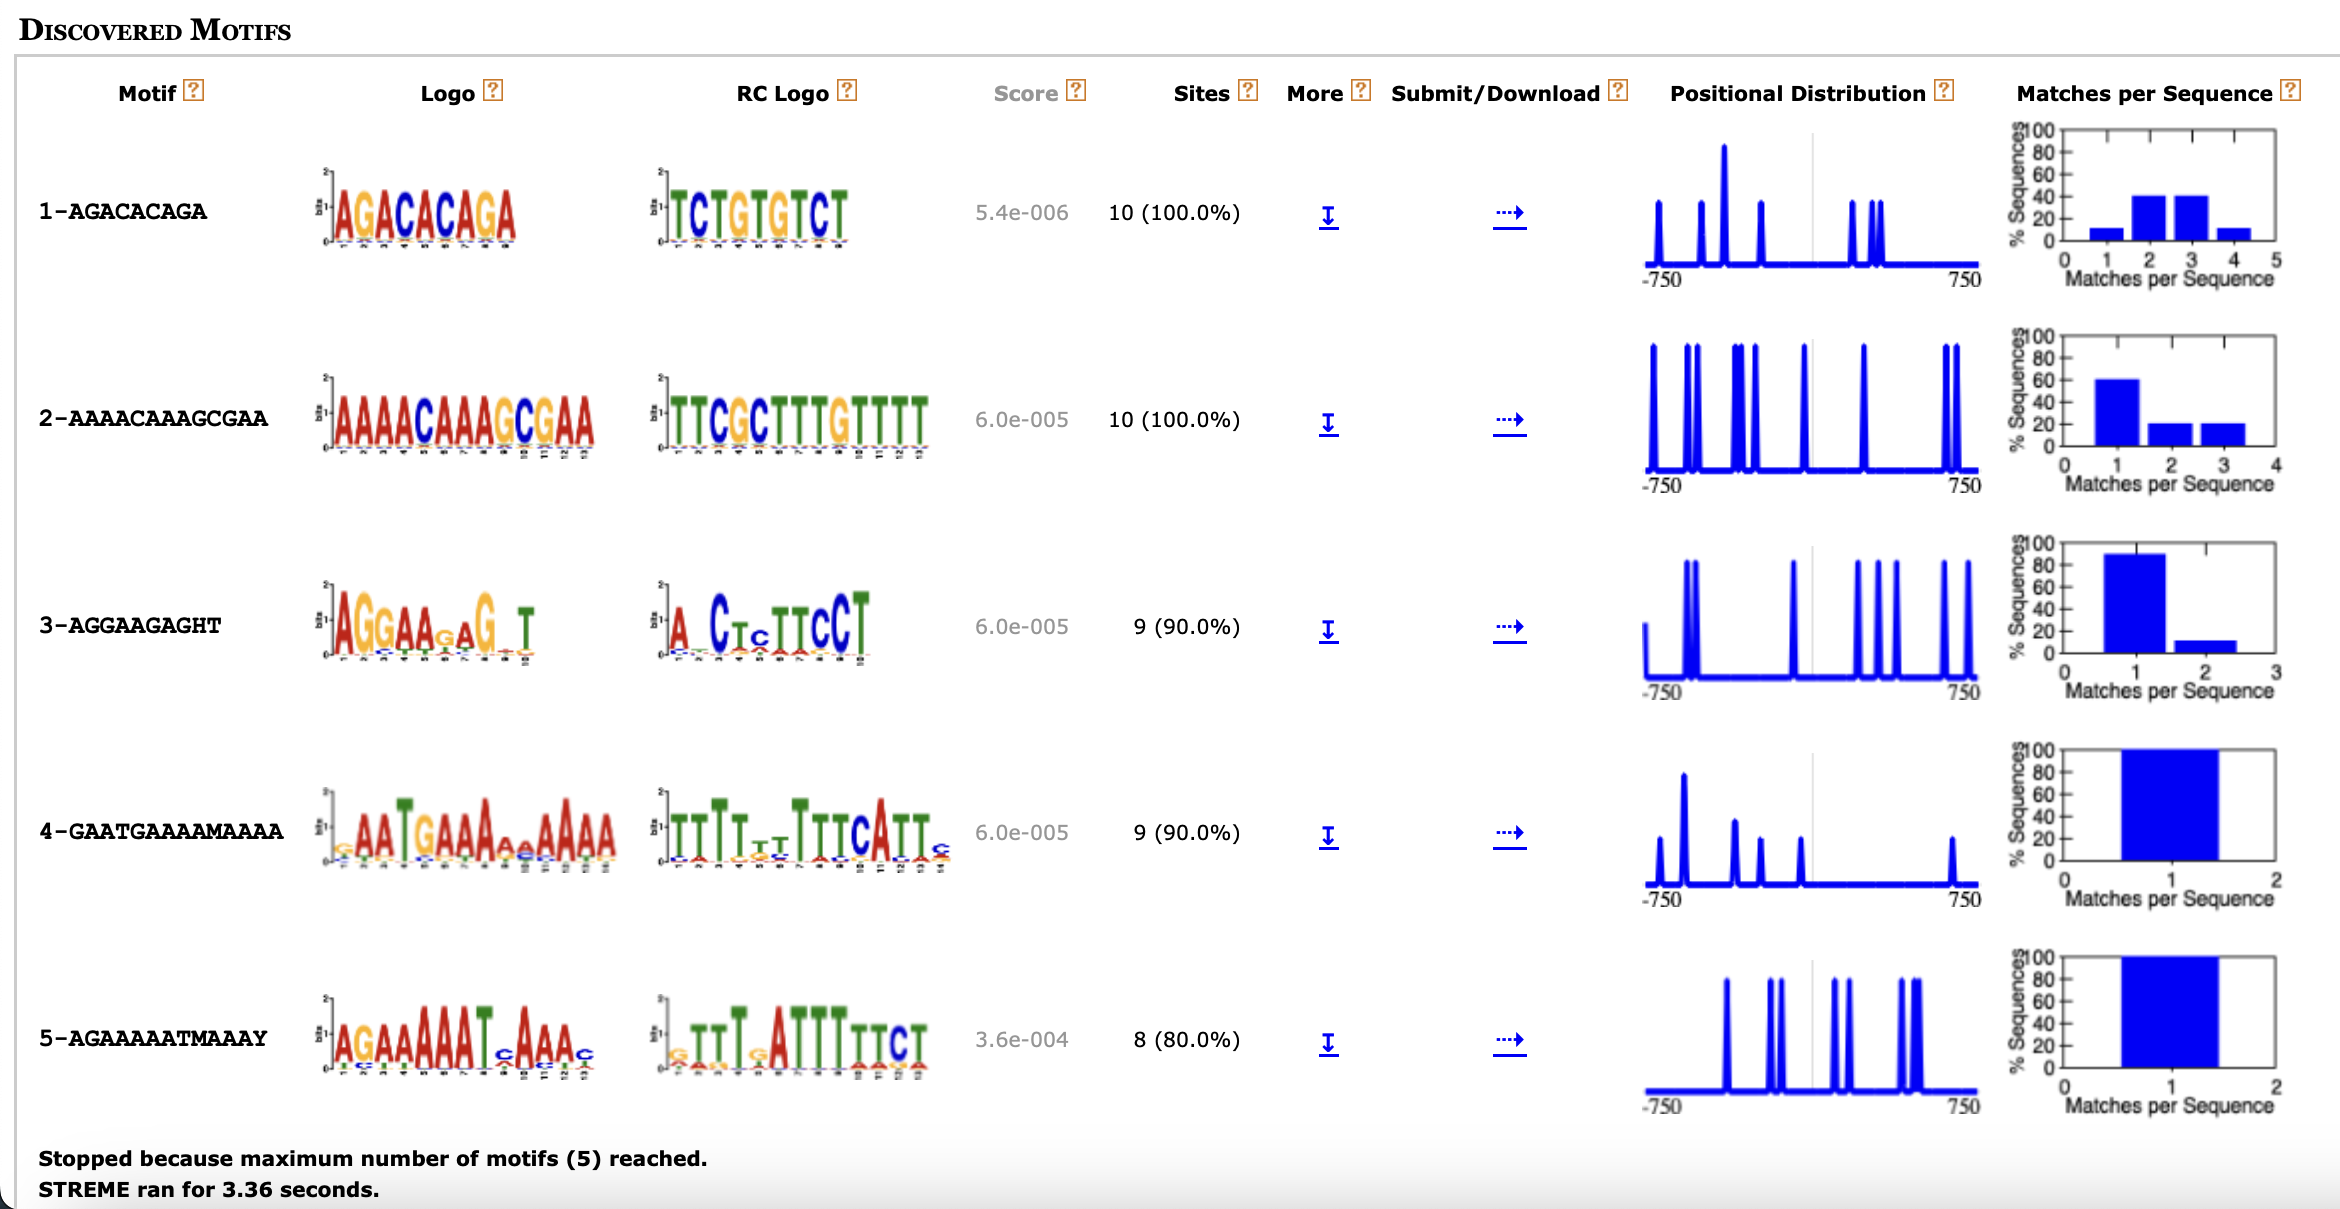 DISCOVERED MOTIFS
Motif ? Logo ? RC Logo ? Score ? Sites ? More ? Submit/Download ? Positional Distribution ? Matches per Sequence ?
1-AGACACAGA AGACACAGA TCTGTGTCT 5.4e-006 10 (100.0%) -750 750
% Sequences 100 80 60 40 20 0
0 1 2 3 4 5
Matches per Sequence
2-AAAACAAAGCGAA AAAACAAAGCGAA TTCGCTTTGTTTT 6.0e-005 10 (100.0%) -750 750
% Sequences 100 80 60 40 20 0
0 1 2 3 4
Matches per Sequence
3-AGGAAGAGHT 6.0e-005 9 (90.0%) -750 750
% Sequences 100 80 60 40 20 0
0 1 2 3
Matches per Sequence
4-GAATGAAAAMAAAA 6.0e-005 9 (90.0%) -750 750
% Sequences 100 80 60 40 20 0
0 1 2
Matches per Sequence
5-AGAAAAATMAAAY 3.6e-004 8 (80.0%) -750 750
% Sequences 100 80 60 40 20 0
0 1 2
Matches per Sequence
Stopped because maximum number of motifs (5) reached.
STREME ran for 3.36 seconds.